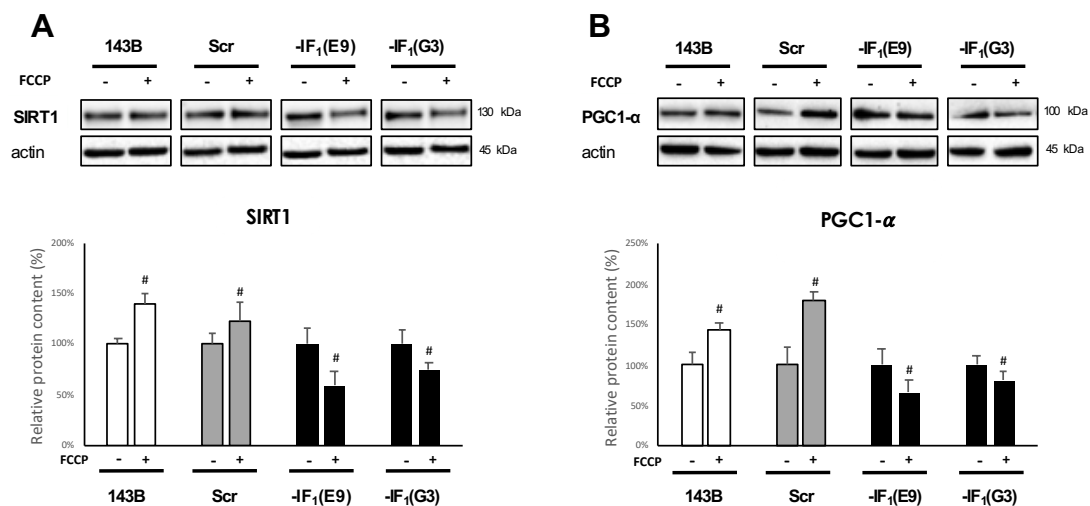 A
143B Scr -IF₁(E9) -IF₁(G3)
FCCP - + - + - + - +
SIRT1 130 kDa
actin 45 kDa
SIRT1
Relative protein content (%)
200%
150%
100%
50%
0%
# # # #
FCCP - + - + - + - +
143B Scr -IF₁(E9) -IF₁(G3)
B
143B Scr -IF₁(E9) -IF₁(G3)
FCCP - + - + - + - +
PGC1-α 100 kDa
actin 45 kDa
PGC1-α
Relative protein content (%)
250%
200%
150%
100%
50%
0%
# # # #
FCCP - + - + - + - +
143B Scr -IF₁(E9) -IF₁(G3)